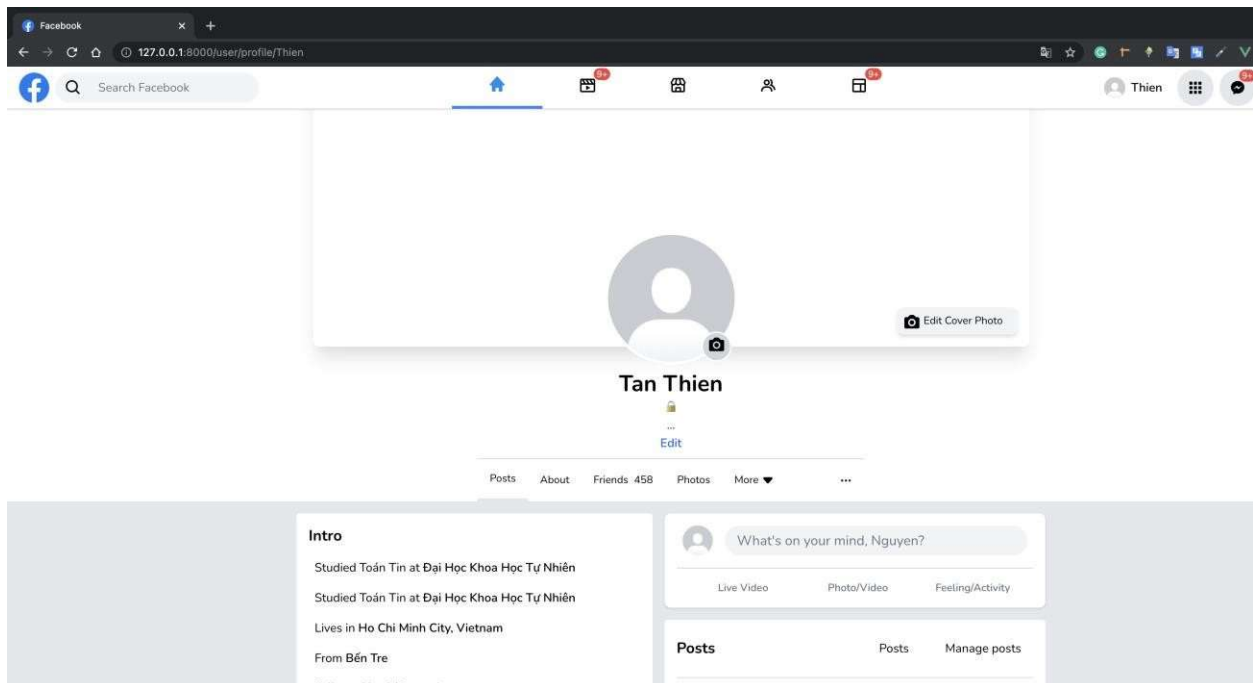 Facebook
127.0.0.1:8000/user/profile/Thien
Search Facebook
9+
9+
Thien
9+
Edit Cover Photo
Tan Thien
...
Edit
Posts About Friends 458 Photos More ...
Intro
Studied Toán Tin at Đại Học Khoa Học Tự Nhiên
Studied Toán Tin at Đại Học Khoa Học Tự Nhiên
Lives in Ho Chi Minh City, Vietnam
From Bến Tre
What's on your mind, Nguyen?
Live Video Photo/Video Feeling/Activity
Posts Posts Manage posts